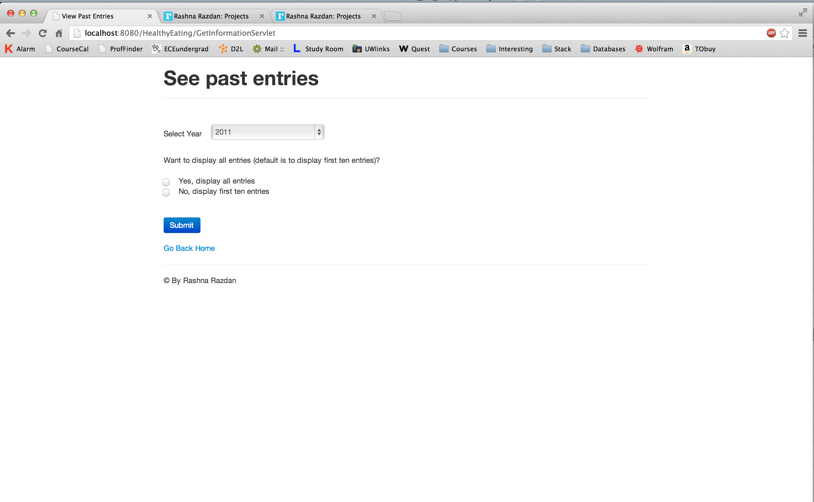 View Past Entries
Rashna Razdan: Projects
Rashna Razdan: Projects
localhost:8080/HealthyEating/GetInformationServlet
ABP
Alarm CourseCal ProfFinder ECEundergrad D2L Mail :: Study Room UWlinks Quest Courses Interesting Stack Databases Wolfram TObuy
See past entries
Select Year 2011
Want to display all entries (default is to display first ten entries)?
Yes, display all entries
No, display first ten entries
Submit
Go Back Home
© By Rashna Razdan